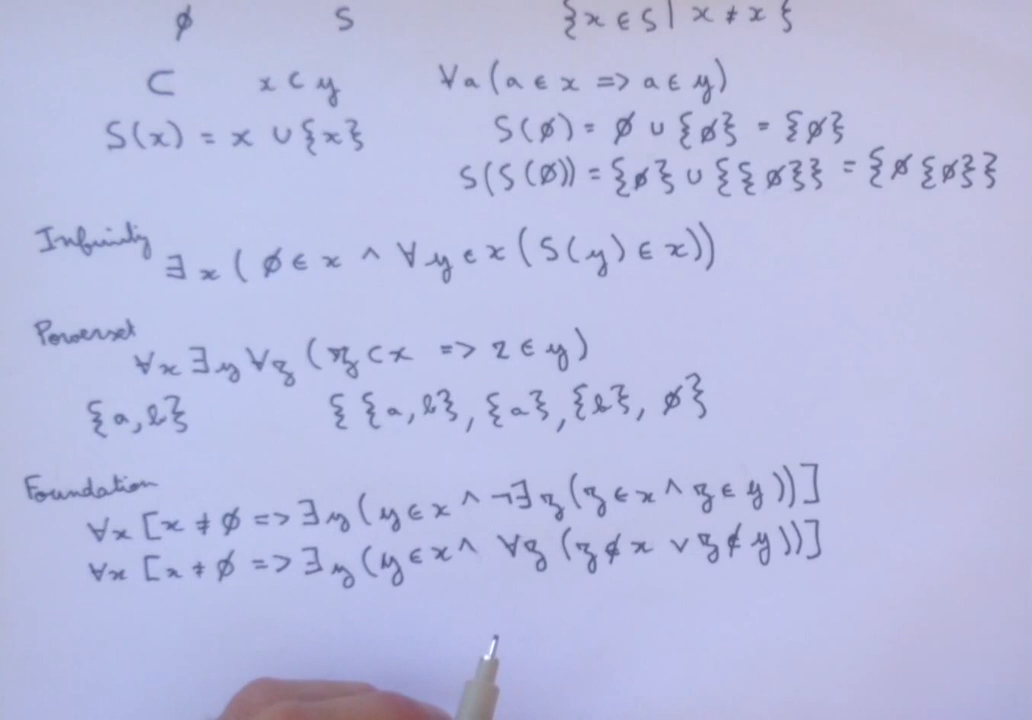 ∅ S {x ∈ S | x ≠ x}
⊂ x ⊂ y ∀a(a ∈ x => a ∈ y)
S(x) = x ∪ {x} S(∅) = ∅ ∪ {∅} = {∅}
S(S(∅)) = {∅} ∪ {{∅}} = {∅ {∅}}
Infinity
∃x(∅ ∈ x ∧ ∀y ∈ x(S(y) ∈ x))
Powerset
∀x∃y∀z(z ⊂ x => z ∈ y)
{a, b} {{a, b}, {a}, {b}, ∅}
Foundation
∀x[x ≠ ∅ => ∃y(y ∈ x ∧ ¬∃z(z ∈ x ∧ z ∈ y))]
∀x[x ≠ ∅ => ∃y(y ∈ x ∧ ∀z(z ∉ x ∨ z ∉ y))]